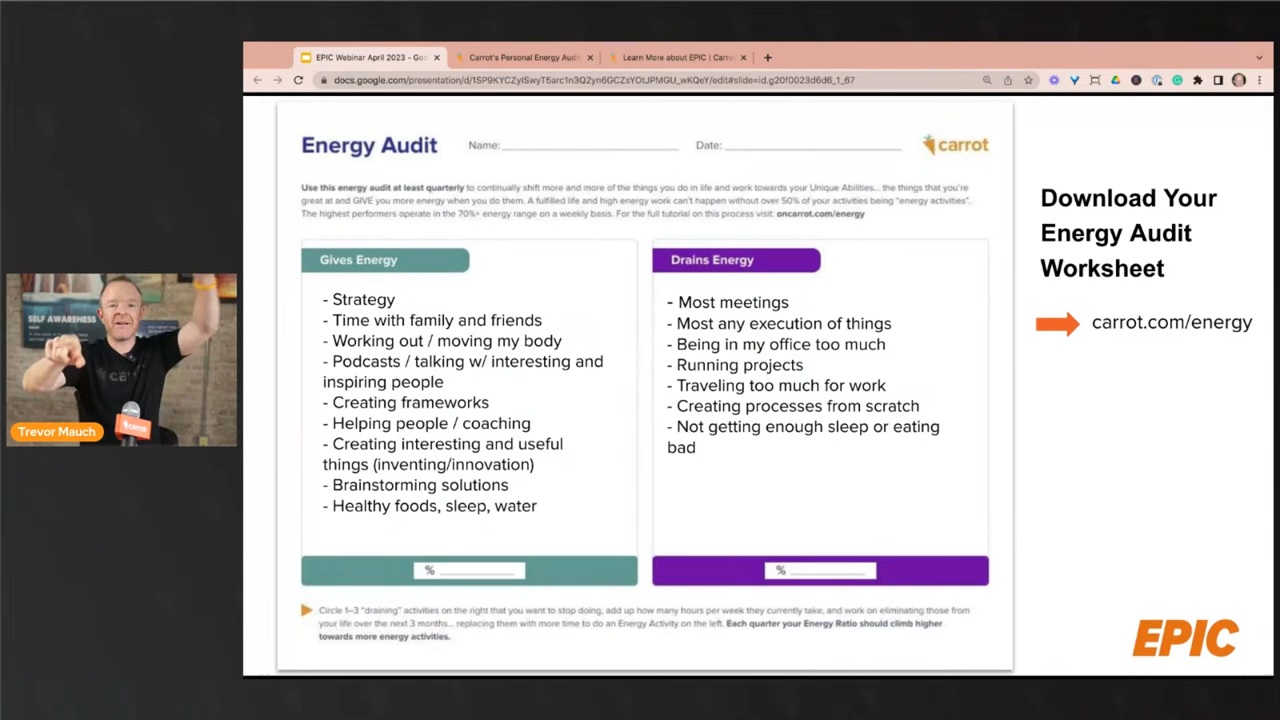 EPIC Webinar April 2023 - Goo
Carrot's Personal Energy Audit
Learn More about EPIC | Carro
docs.google.com/presentation/d/1SP9KYCZyISwyT5arc1n3Q2yn6GCZsYOtJPMGU_wKQeY/edit#slide=id.g20f0023d6d6_1_67
Energy Audit
Name:
Date:
carrot
Use this energy audit at least quarterly to continually shift more and more of the things you do in life and work towards your Unique Abilities... the things that you're
great at and GIVE you more energy when you do them. A fulfilled life and high energy work can't happen without over 50% of your activities being "energy activities".
The highest performers operate in the 70%+ energy range on a weekly basis. For the full tutorial on this process visit: oncarrot.com/energy
Gives Energy
- Strategy
- Time with family and friends
- Working out / moving my body
- Podcasts / talking w/ interesting and
inspiring people
- Creating frameworks
- Helping people / coaching
- Creating interesting and useful
things (inventing/innovation)
- Brainstorming solutions
- Healthy foods, sleep, water
%
Drains Energy
- Most meetings
- Most any execution of things
- Being in my office too much
- Running projects
- Traveling too much for work
- Creating processes from scratch
- Not getting enough sleep or eating
bad
%
Circle 1–3 "draining" activities on the right that you want to stop doing, add up how many hours per week they currently take, and work on eliminating those from
your life over the next 3 months... replacing them with more time to do an Energy Activity on the left. Each quarter your Energy Ratio should climb higher
towards more energy activities.
Download Your
Energy Audit
Worksheet
carrot.com/energy
EPIC
SELF AWARENESS
carrot
Trevor Mauch